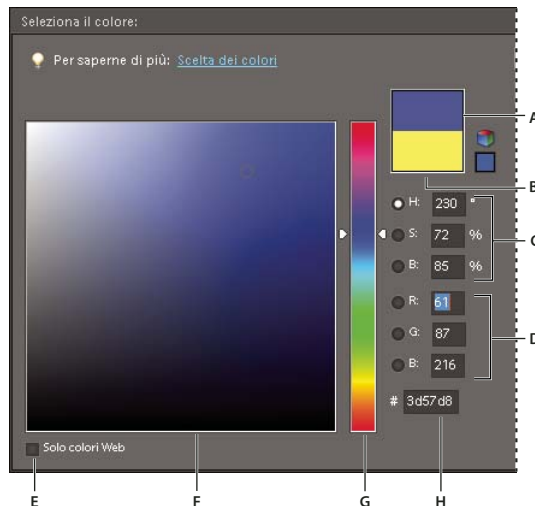 Seleziona il colore:
Per saperne di più: Scelta dei colori
A
B
H: 230 °
S: 72 %
C
B: 85 %
R: 61
G: 87
D
B: 216
# 3d57d8
Solo colori Web
E F G H